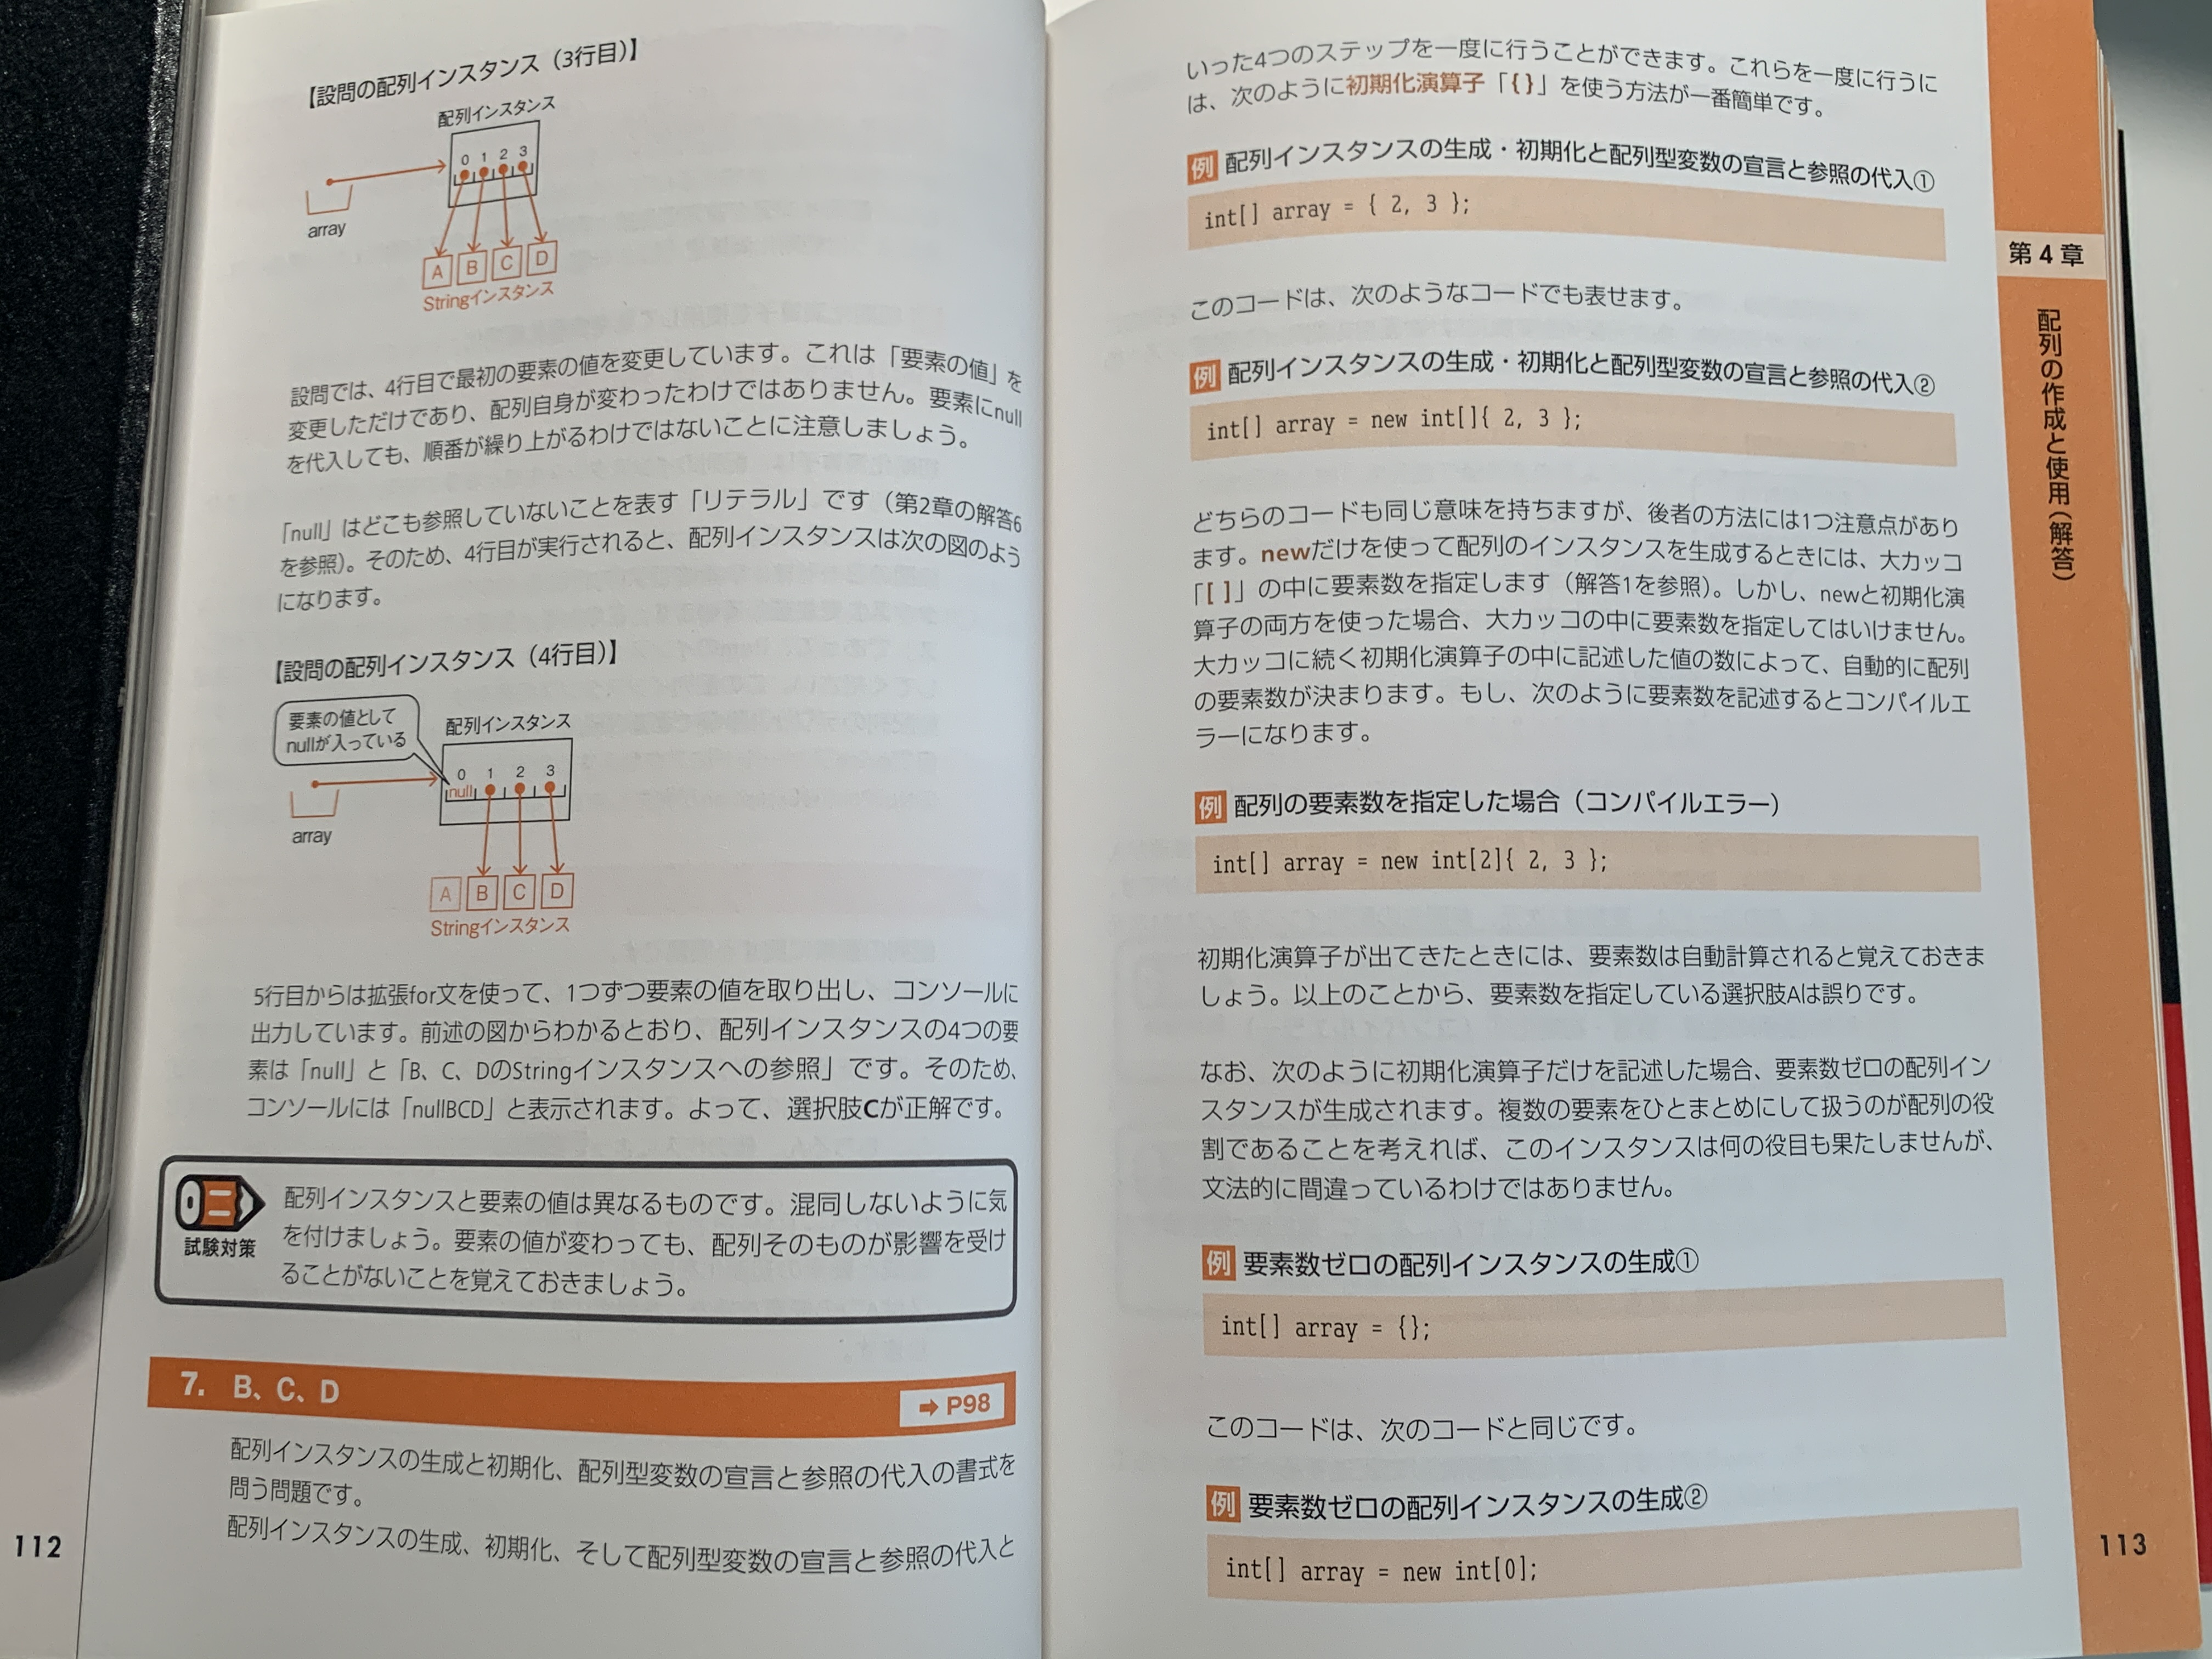 【設問の配列インスタンス（3行目）】
配列インスタンス
0 1 2 3
array
A B C D
Stringインスタンス
設問では、4行目で最初の要素の値を変更しています。これは「要素の値」を
変更しただけであり、配列自身が変わったわけではありません。要素にnull
を代入しても、順番が繰り上がるわけではないことに注意しましょう。
「null」はどこも参照していないことを表す「リテラル」です（第2章の解答6
を参照）。そのため、4行目が実行されると、配列インスタンスは次の図のよう
になります。
【設問の配列インスタンス（4行目）】
要素の値として
nullが入っている
配列インスタンス
0 1 2 3
null
array
A B C D
Stringインスタンス
5行目からは拡張for文を使って、1つずつ要素の値を取り出し、コンソールに
出力しています。前述の図からわかるとおり、配列インスタンスの4つの要
素は「null」と「B、C、DのStringインスタンスへの参照」です。そのため、
コンソールには「nullBCD」と表示されます。よって、選択肢Cが正解です。
試験対策
配列インスタンスと要素の値は異なるものです。混同しないように気
を付けましょう。要素の値が変わっても、配列そのものが影響を受け
ることがないことを覚えておきましょう。
7. B、C、D
➡ P98
配列インスタンスの生成と初期化、配列型変数の宣言と参照の代入の書式を
問う問題です。
配列インスタンスの生成、初期化、そして配列型変数の宣言と参照の代入と
112
いった4つのステップを一度に行うことができます。これらを一度に行うに
は、次のように初期化演算子「{ }」を使う方法が一番簡単です。
例 配列インスタンスの生成・初期化と配列型変数の宣言と参照の代入①
int[] array = { 2, 3 };
このコードは、次のようなコードでも表せます。
例 配列インスタンスの生成・初期化と配列型変数の宣言と参照の代入②
int[] array = new int[]{ 2, 3 };
どちらのコードも同じ意味を持ちますが、後者の方法には1つ注意点があり
ます。newだけを使って配列のインスタンスを生成するときには、大カッコ
「[ ]」の中に要素数を指定します（解答1を参照）。しかし、newと初期化演
算子の両方を使った場合、大カッコの中に要素数を指定してはいけません。
大カッコに続く初期化演算子の中に記述した値の数によって、自動的に配列
の要素数が決まります。もし、次のように要素数を記述するとコンパイルエ
ラーになります。
例 配列の要素数を指定した場合（コンパイルエラー）
int[] array = new int[2]{ 2, 3 };
初期化演算子が出てきたときには、要素数は自動計算されると覚えておきま
しょう。以上のことから、要素数を指定している選択肢Aは誤りです。
なお、次のように初期化演算子だけを記述した場合、要素数ゼロの配列イン
スタンスが生成されます。複数の要素をひとまとめにして扱うのが配列の役
割であることを考えれば、このインスタンスは何の役目も果たしませんが、
文法的に間違っているわけではありません。
例 要素数ゼロの配列インスタンスの生成①
int[] array = {};
このコードは、次のコードと同じです。
例 要素数ゼロの配列インスタンスの生成②
int[] array = new int[0];
第4章
配列の作成と使用（解答）
113